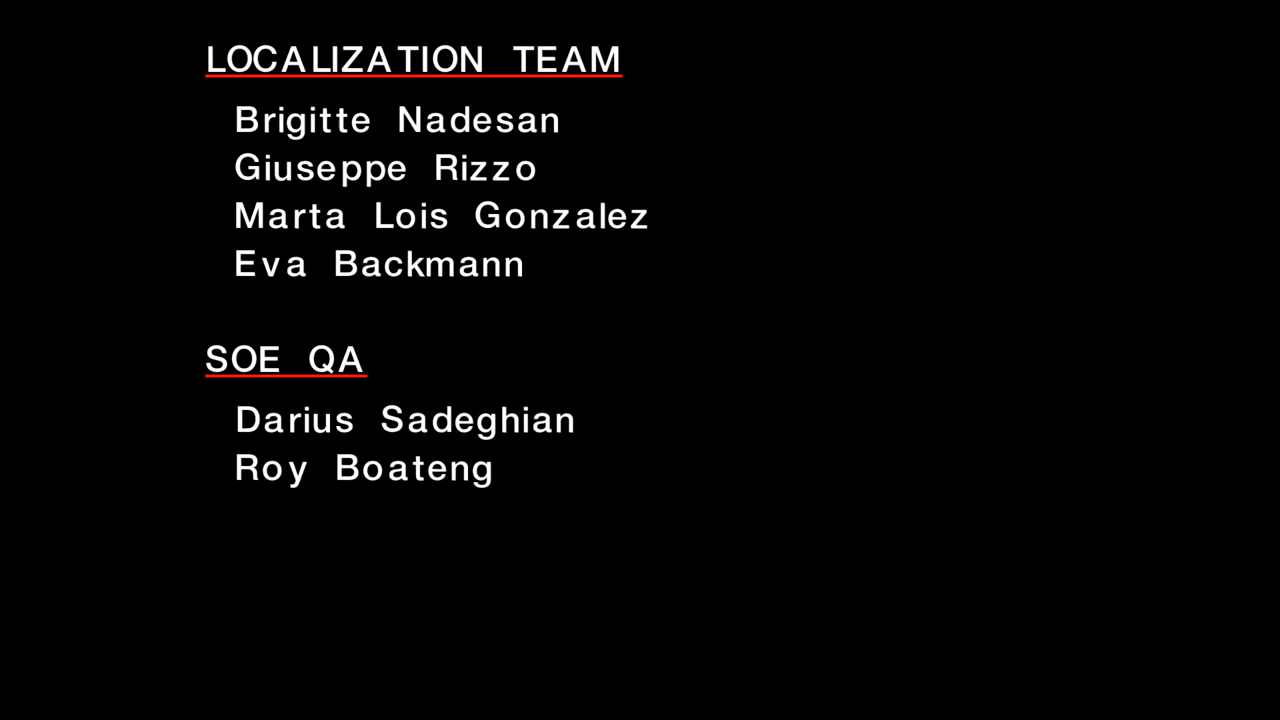 LOCALIZATION TEAM
Brigitte Nadesan
Giuseppe Rizzo
Marta Lois Gonzalez
Eva Backmann
SOE QA
Darius Sadeghian
Roy Boateng